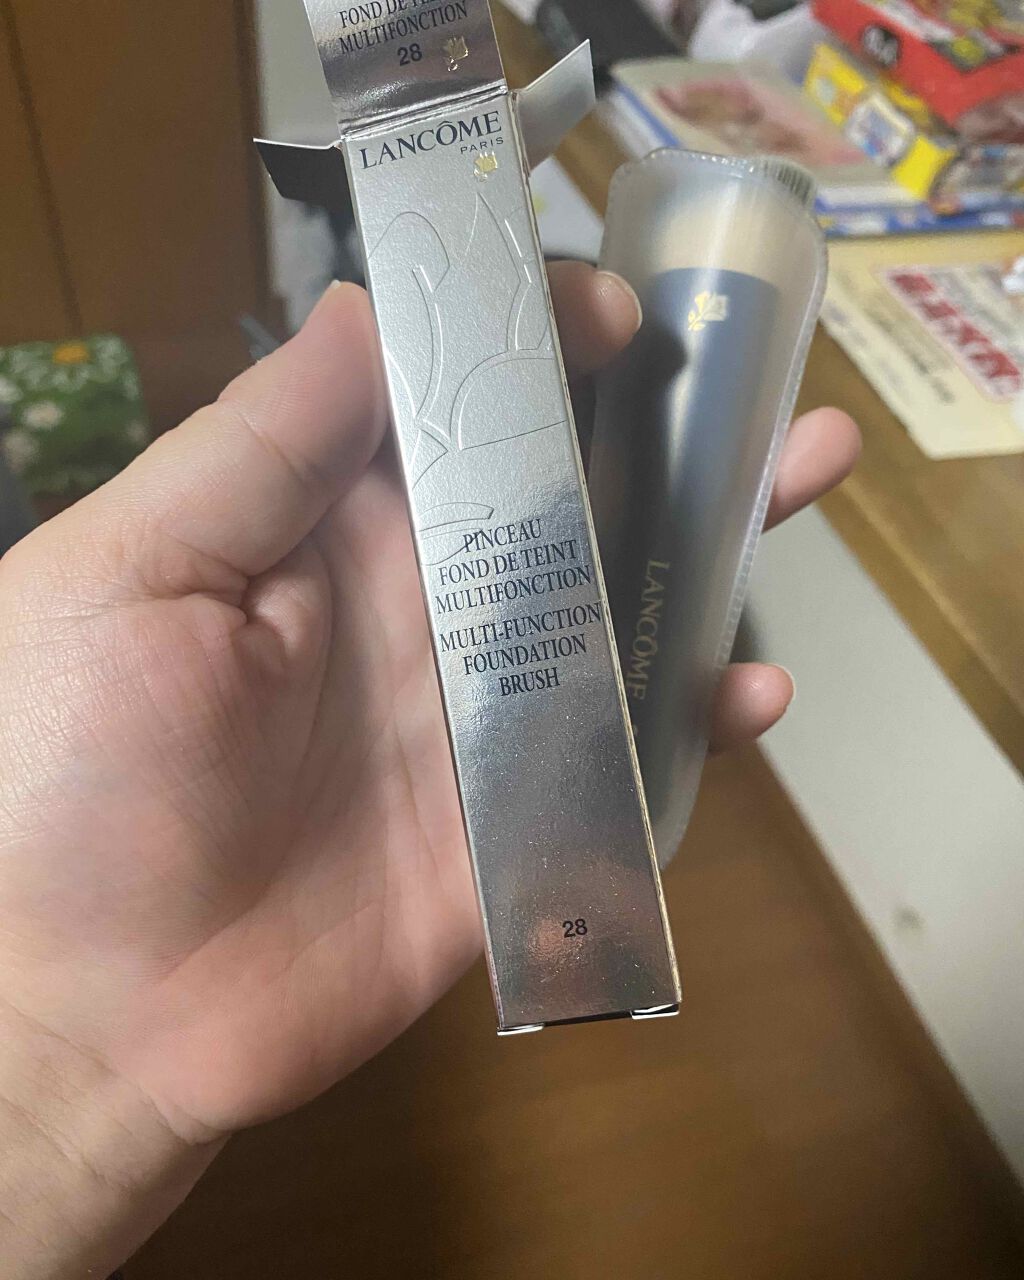 FOND DE TEINT
MULTIFONCTION
28
LANCÔME
PARIS
PINCEAU
FOND DE TEINT
MULTIFONCTION
MULTI-FUNCTION
FOUNDATION
BRUSH
28
LANCÔME